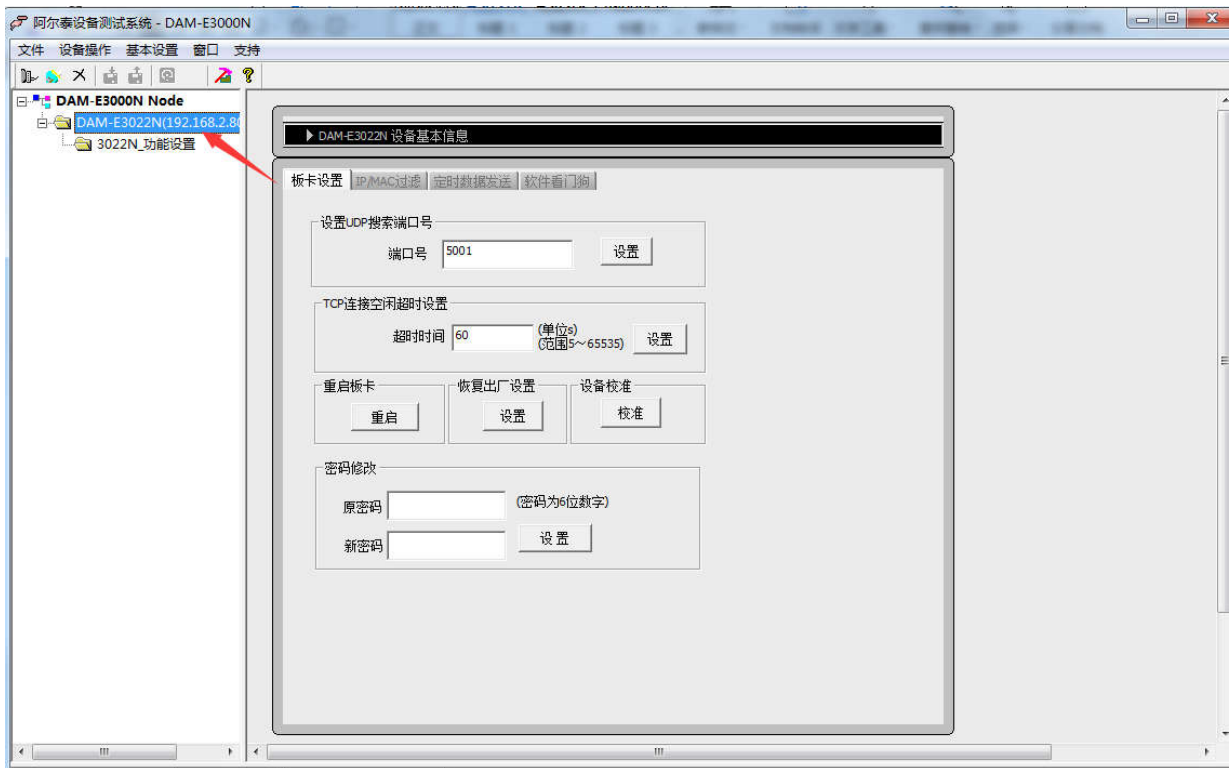 阿尔泰设备测试系统 - DAM-E3000N
文件 设备操作 基本设置 窗口 支持
DAM-E3000N Node
DAM-E3022N(192.168.2.80
3022N_功能设置
DAM-E3022N 设备基本信息
板卡设置 IP/MAC过滤 定时数据发送 软件看门狗
设置UDP搜索端口号
端口号 5001 设置
TCP连接空闲超时设置
超时时间 60 (单位s) 设置
(范围5～65535)
重启板卡 恢复出厂设置 设备校准
重启 设置 校准
密码修改
原密码 (密码为6位数字)
新密码 设 置